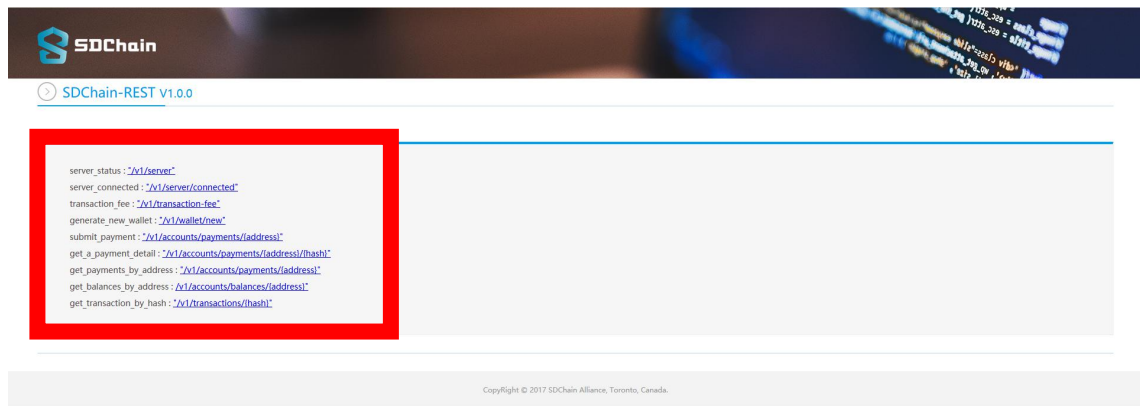 SDChain
SDChain-REST V1.0.0
server_status : "/v1/server"
server_connected : "/v1/server/connected"
transaction_fee : "/v1/transaction-fee"
generate_new_wallet : "/v1/wallet/new"
submit_payment : "/v1/accounts/payments/{address}"
get_a_payment_detail : "/v1/accounts/payments/{address}/{hash}"
get_payments_by_address : "/v1/accounts/payments/{address}"
get_balances_by_address : /v1/accounts/balances/{address}"
get_transaction_by_hash : "/v1/transactions/{hash}"
CopyRight © 2017 SDChain Alliance, Toronto, Canada.